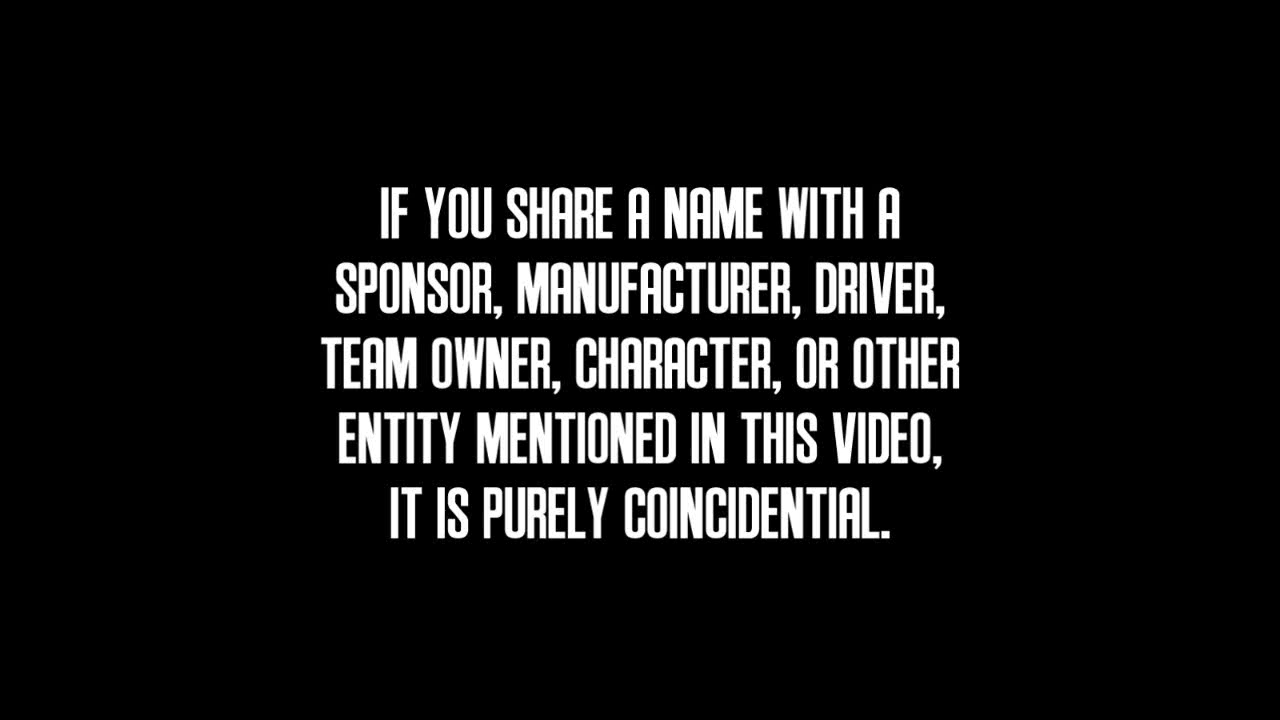 IF YOU SHARE A NAME WITH A
SPONSOR, MANUFACTURER, DRIVER,
TEAM OWNER, CHARACTER, OR OTHER
ENTITY MENTIONED IN THIS VIDEO,
IT IS PURELY COINCIDENTIAL.